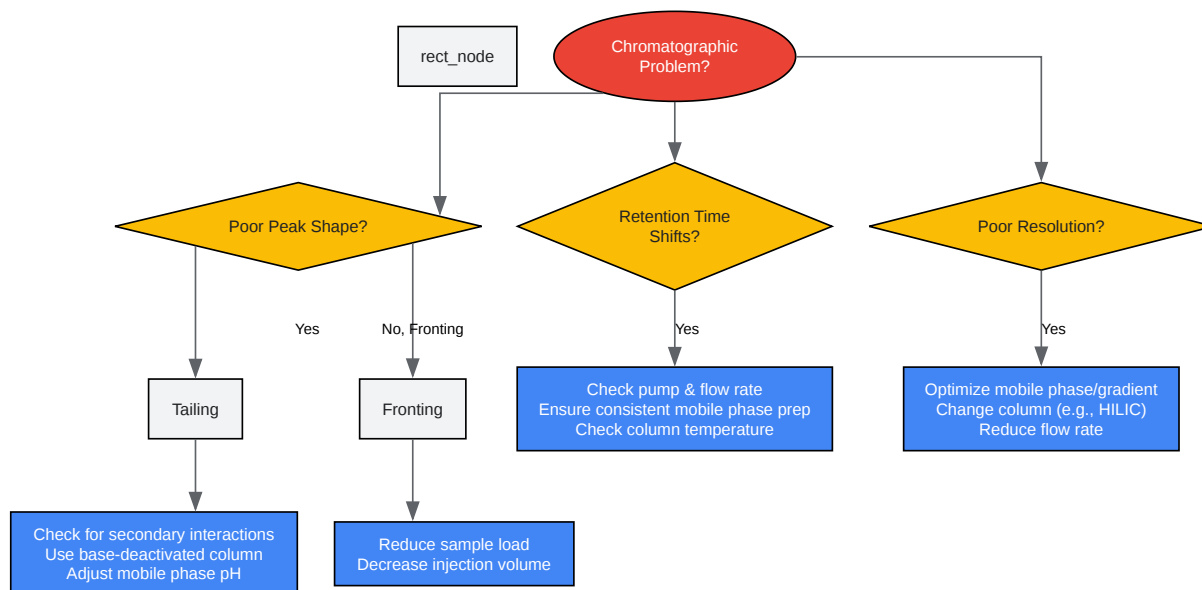 rect_node
Chromatographic
Problem?
Poor Peak Shape?
Retention Time
Shifts?
Poor Resolution?
Yes
No, Fronting
Yes
Yes
Tailing
Fronting
Check pump & flow rate
Ensure consistent mobile phase prep
Check column temperature
Optimize mobile phase/gradient
Change column (e.g., HILIC)
Reduce flow rate
Check for secondary interactions
Use base-deactivated column
Adjust mobile phase pH
Reduce sample load
Decrease injection volume